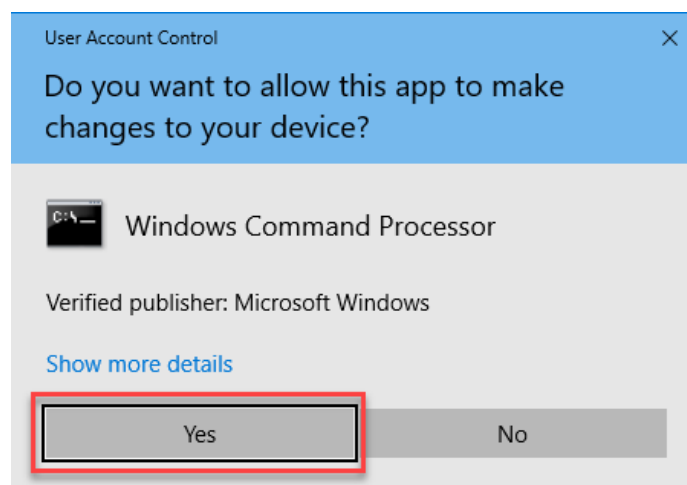 User Account Control
Do you want to allow this app to make
changes to your device?
C:\_
Windows Command Processor
Verified publisher: Microsoft Windows
Show more details
Yes
No